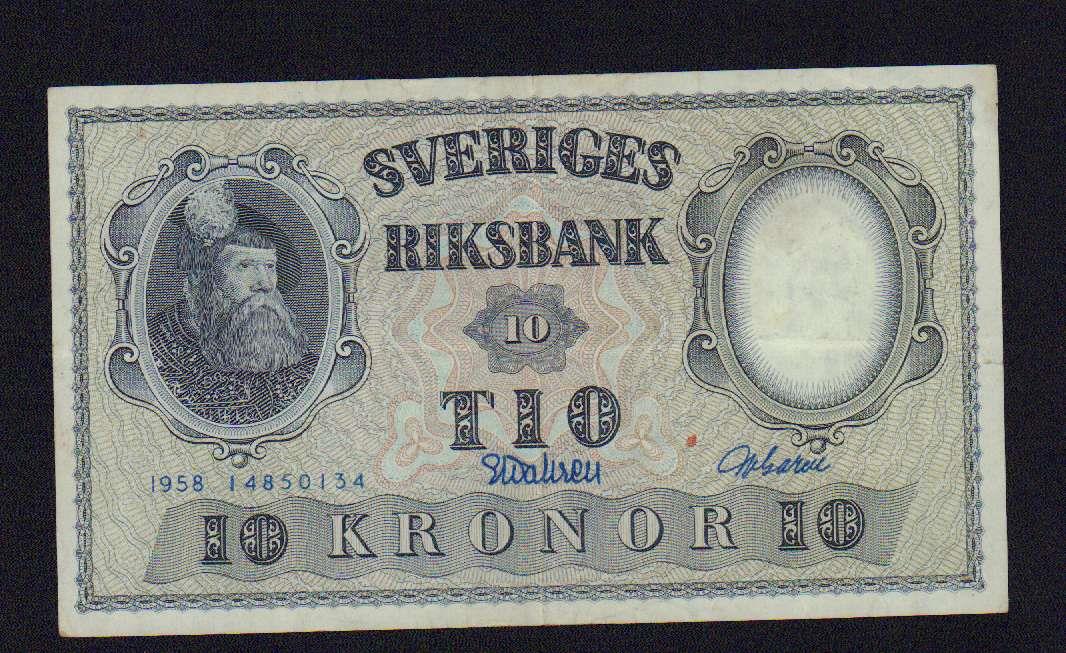 SVERIGES
RIKSBANK
10
TIO
1958 14850134
10 KRONOR 10